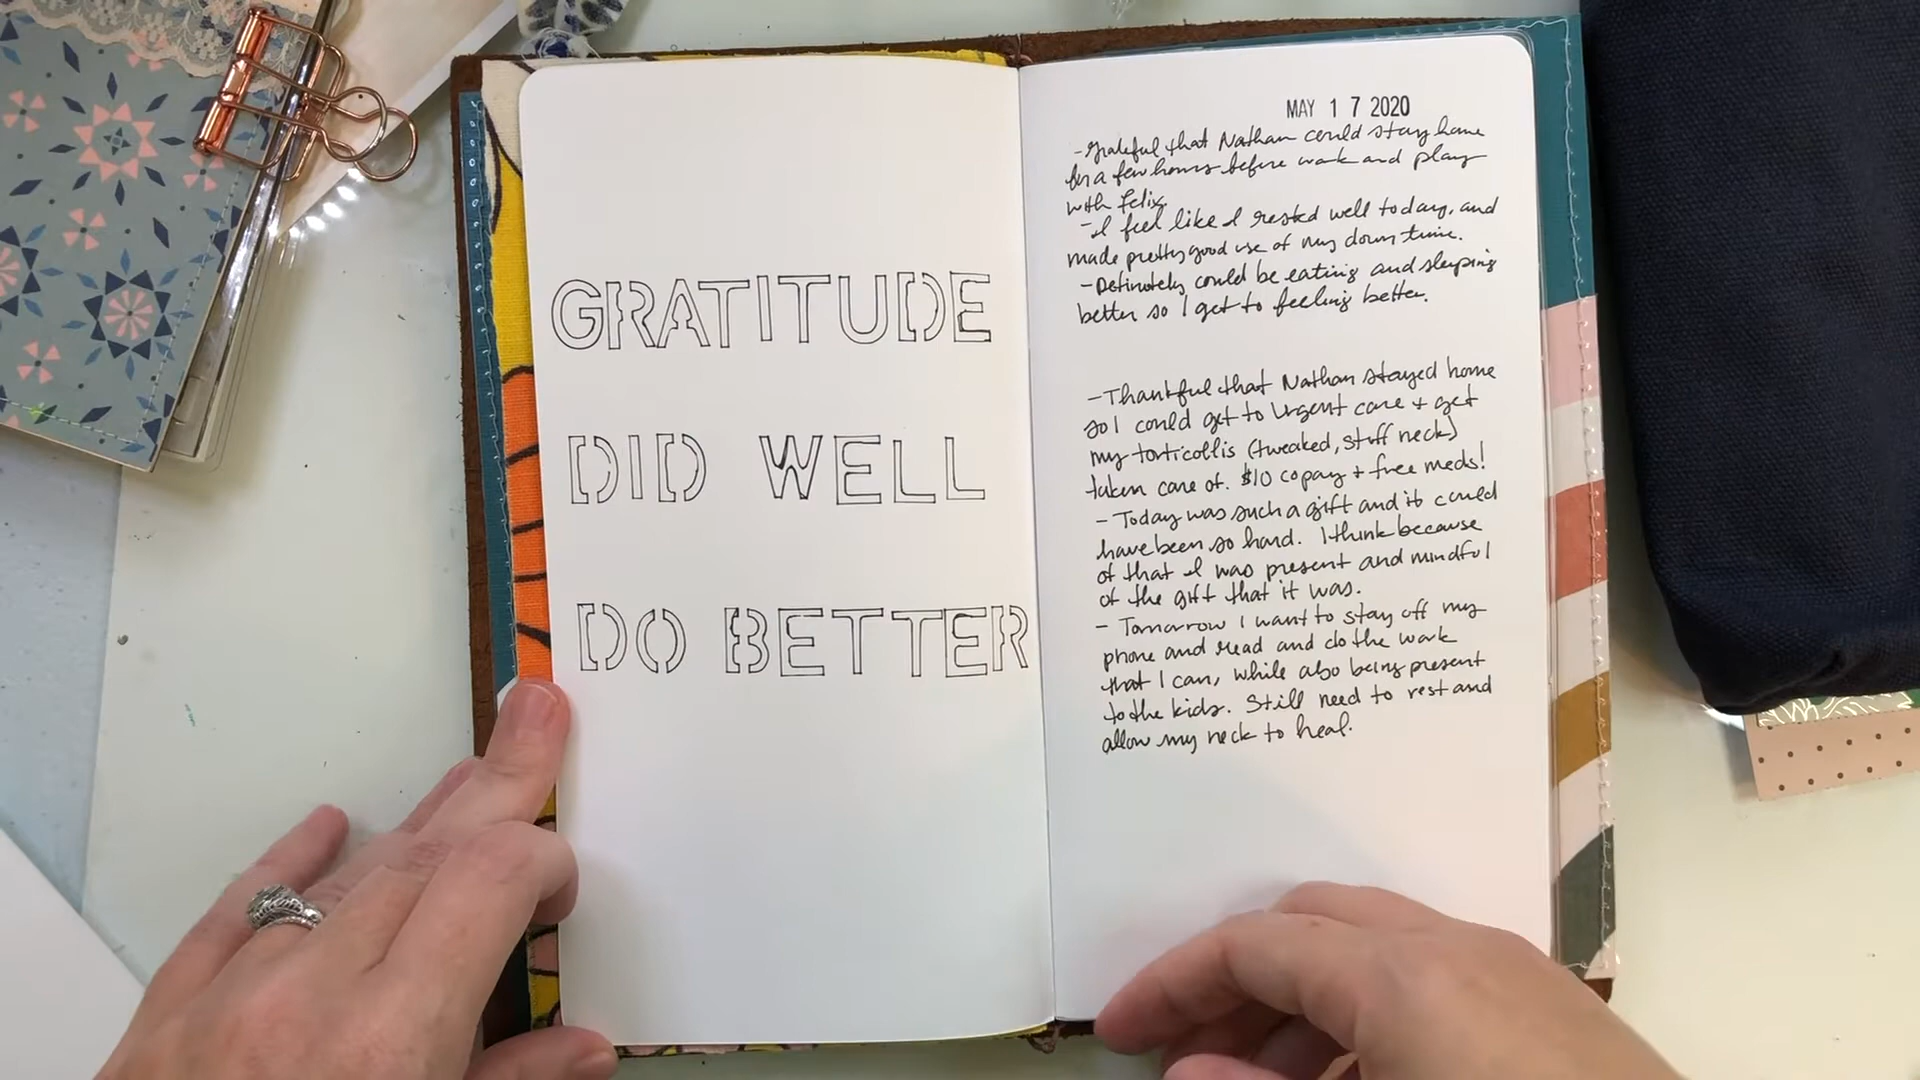 GRATITUDE
DID WELL
DO BETTER
MAY 17 2020
- Grateful that Nathan could stay home
for a few hours before work and play
with Felix.
- I feel like I rested well today, and
made pretty good use of my down time.
- Definitely could be eating and sleeping
better so I get to feeling better.
- Thankful that Nathan stayed home
so I could get to Urgent care + get
my torticollis (tweaked, stiff neck)
taken care of. $10 copay + free meds!
- Today was such a gift and it could
have been so hard. I think because
of that I was present and mindful
of the gift that it was.
- Tomorrow I want to stay off my
phone and read and do the work
that I can, while also being present
to the kids. Still need to rest and
allow my neck to heal.